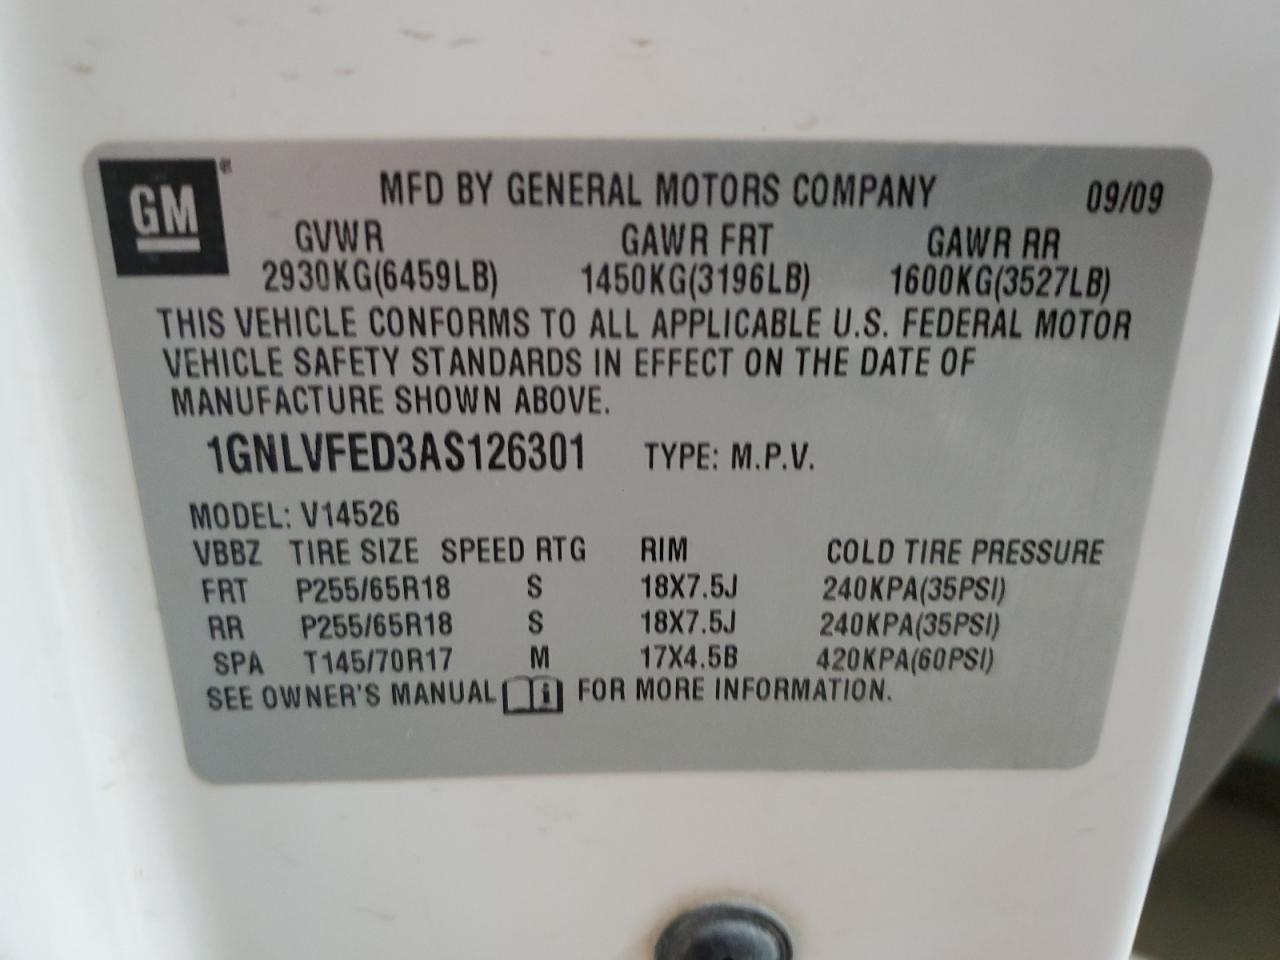 GM®
MFD BY GENERAL MOTORS COMPANY 09/09
GVWR GAWR FRT GAWR RR
2930KG(6459LB) 1450KG(3196LB) 1600KG(3527LB)
THIS VEHICLE CONFORMS TO ALL APPLICABLE U.S. FEDERAL MOTOR
VEHICLE SAFETY STANDARDS IN EFFECT ON THE DATE OF
MANUFACTURE SHOWN ABOVE.
1GNLVFED3AS126301 TYPE: M.P.V.
MODEL: V14526
VBBZ TIRE SIZE SPEED RTG RIM COLD TIRE PRESSURE
FRT P255/65R18 S 18X7.5J 240KPA(35PSI)
RR P255/65R18 S 18X7.5J 240KPA(35PSI)
SPA T145/70R17 M 17X4.5B 420KPA(60PSI)
SEE OWNER'S MANUAL i FOR MORE INFORMATION.